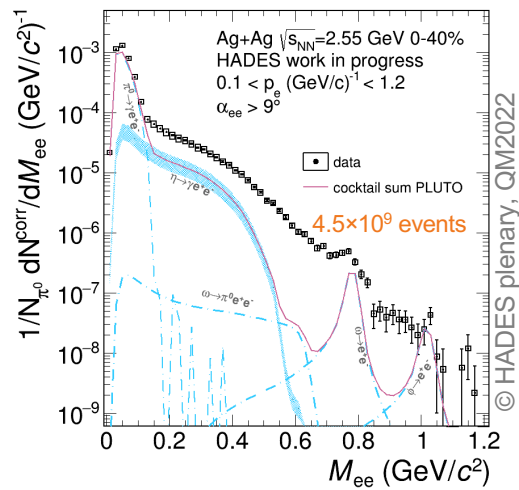 Ag+Ag √sNN=2.55 GeV 0-40%
HADES work in progress
0.1 < pe (GeV/c)-1 < 1.2
αee > 9°
data
cocktail sum PLUTO
4.5×10⁹ events
π⁰→γe⁺e⁻
η→γe⁺e⁻
ω→π⁰e⁺e⁻
ω→e⁺e⁻
φ→e⁺e⁻
1/Nπ⁰ dNcorr/dMee (GeV/c²)⁻¹
10⁻³
10⁻⁴
10⁻⁵
10⁻⁶
10⁻⁷
10⁻⁸
10⁻⁹
0 0.2 0.4 0.6 0.8 1 1.2
Mee (GeV/c²)
© HADES plenary, QM2022